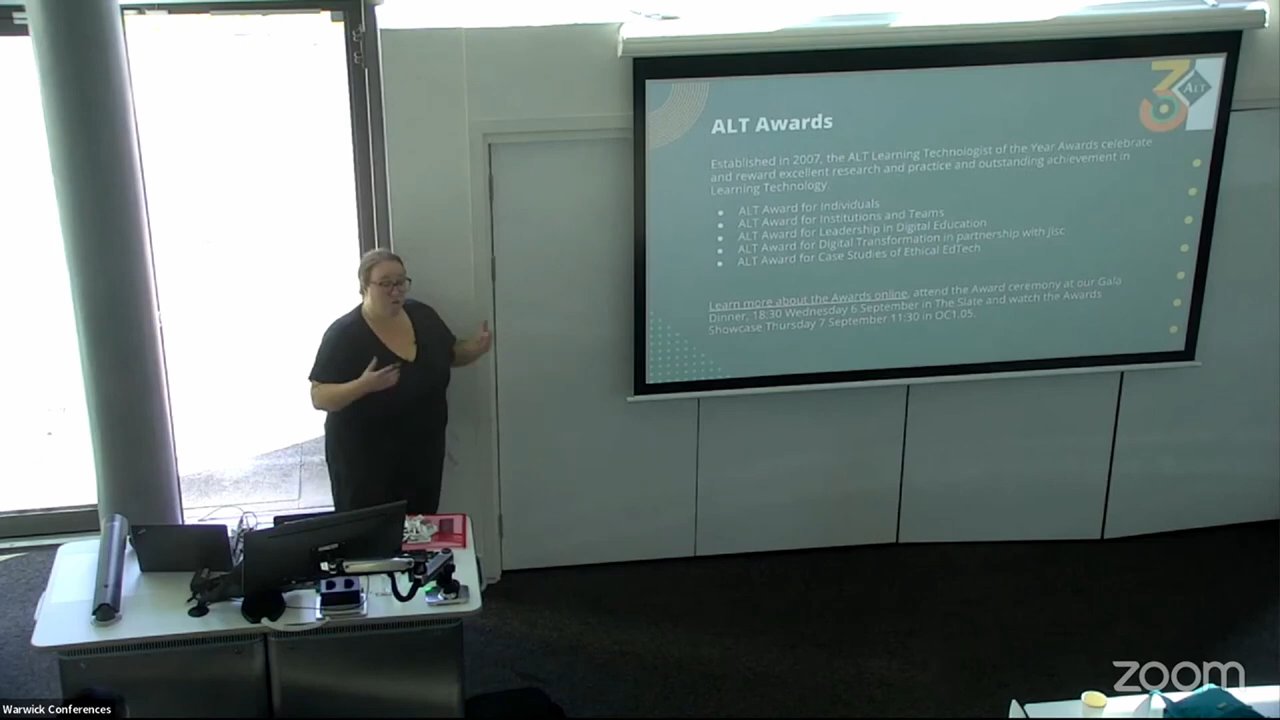 ALT Awards
Established in 2007, the ALT Learning Technologist of the Year Awards celebrate
and reward excellent research and practice and outstanding achievement in
Learning Technology.
• ALT Award for Individuals
• ALT Award for Institutions and Teams
• ALT Award for Leadership in Digital Education
• ALT Award for Digital Transformation in partnership with Jisc
• ALT Award for Case Studies of Ethical EdTech
Learn more about the Awards online, attend the Award ceremony at our Gala
Dinner, 18:30 Wednesday 6 September in The Slate and watch the Awards
Showcase Thursday 7 September 11:30 in OC1.05.
30
ALT
zoom
Warwick Conferences